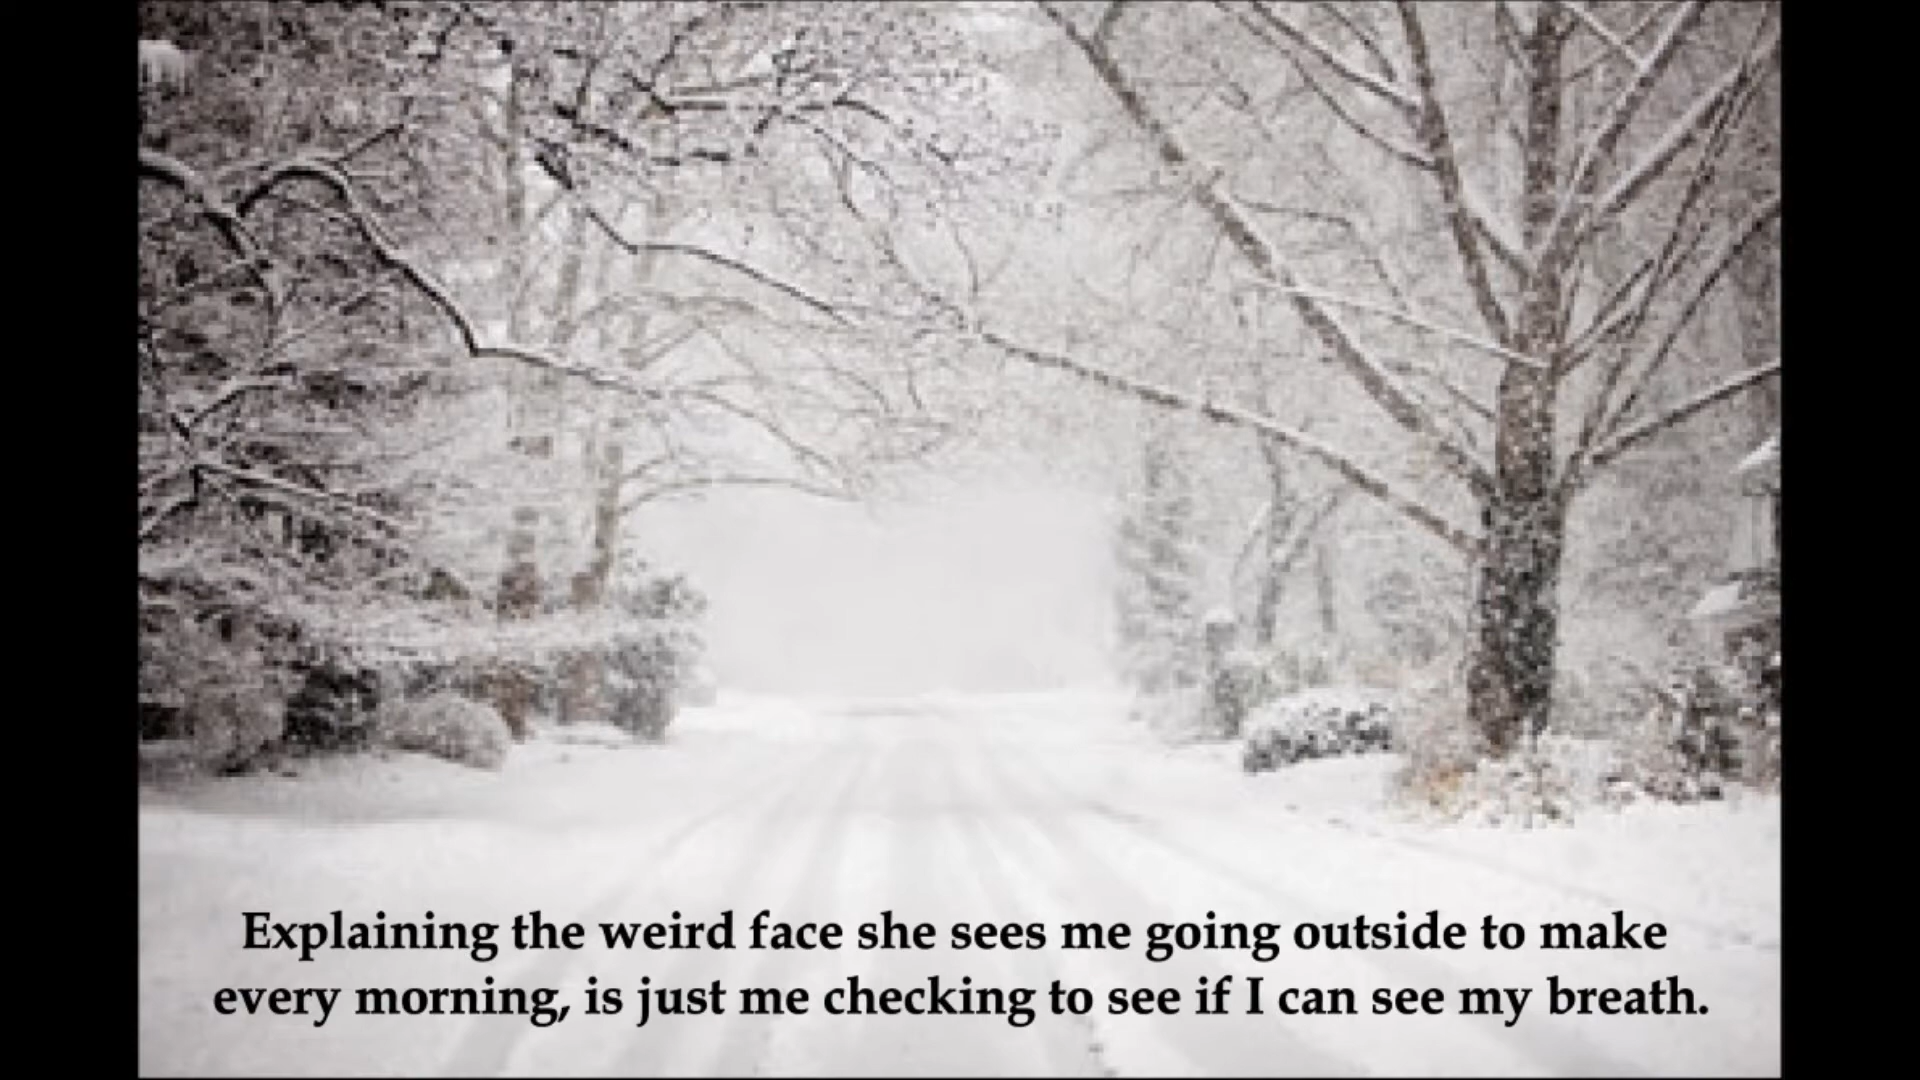 Explaining the weird face she sees me going outside to make
every morning, is just me checking to see if I can see my breath.